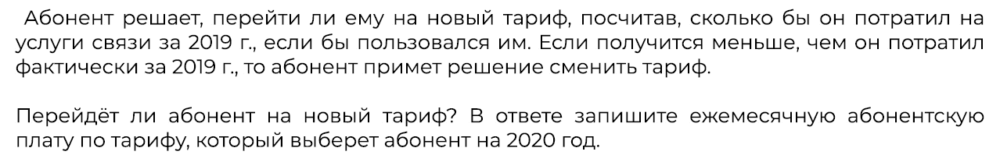 Абонент решает, перейти ли ему на новый тариф, посчитав, сколько бы он потратил на
услуги связи за 2019 г., если бы пользовался им. Если получится меньше, чем он потратил
фактически за 2019 г., то абонент примет решение сменить тариф.
Перейдёт ли абонент на новый тариф? В ответе запишите ежемесячную абонентскую
плату по тарифу, который выберет абонент на 2020 год.